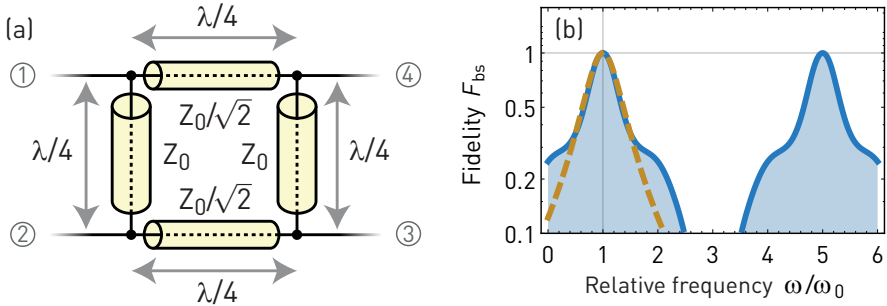 (a)
λ/4
①
④
λ/4
Z₀/√2
Z₀
Z₀
λ/4
Z₀/√2
②
③
λ/4
(b)
Fidelity F_bs
1
0.5
0.2
0.1
0 1 2 3 4 5 6
Relative frequency ω/ω₀